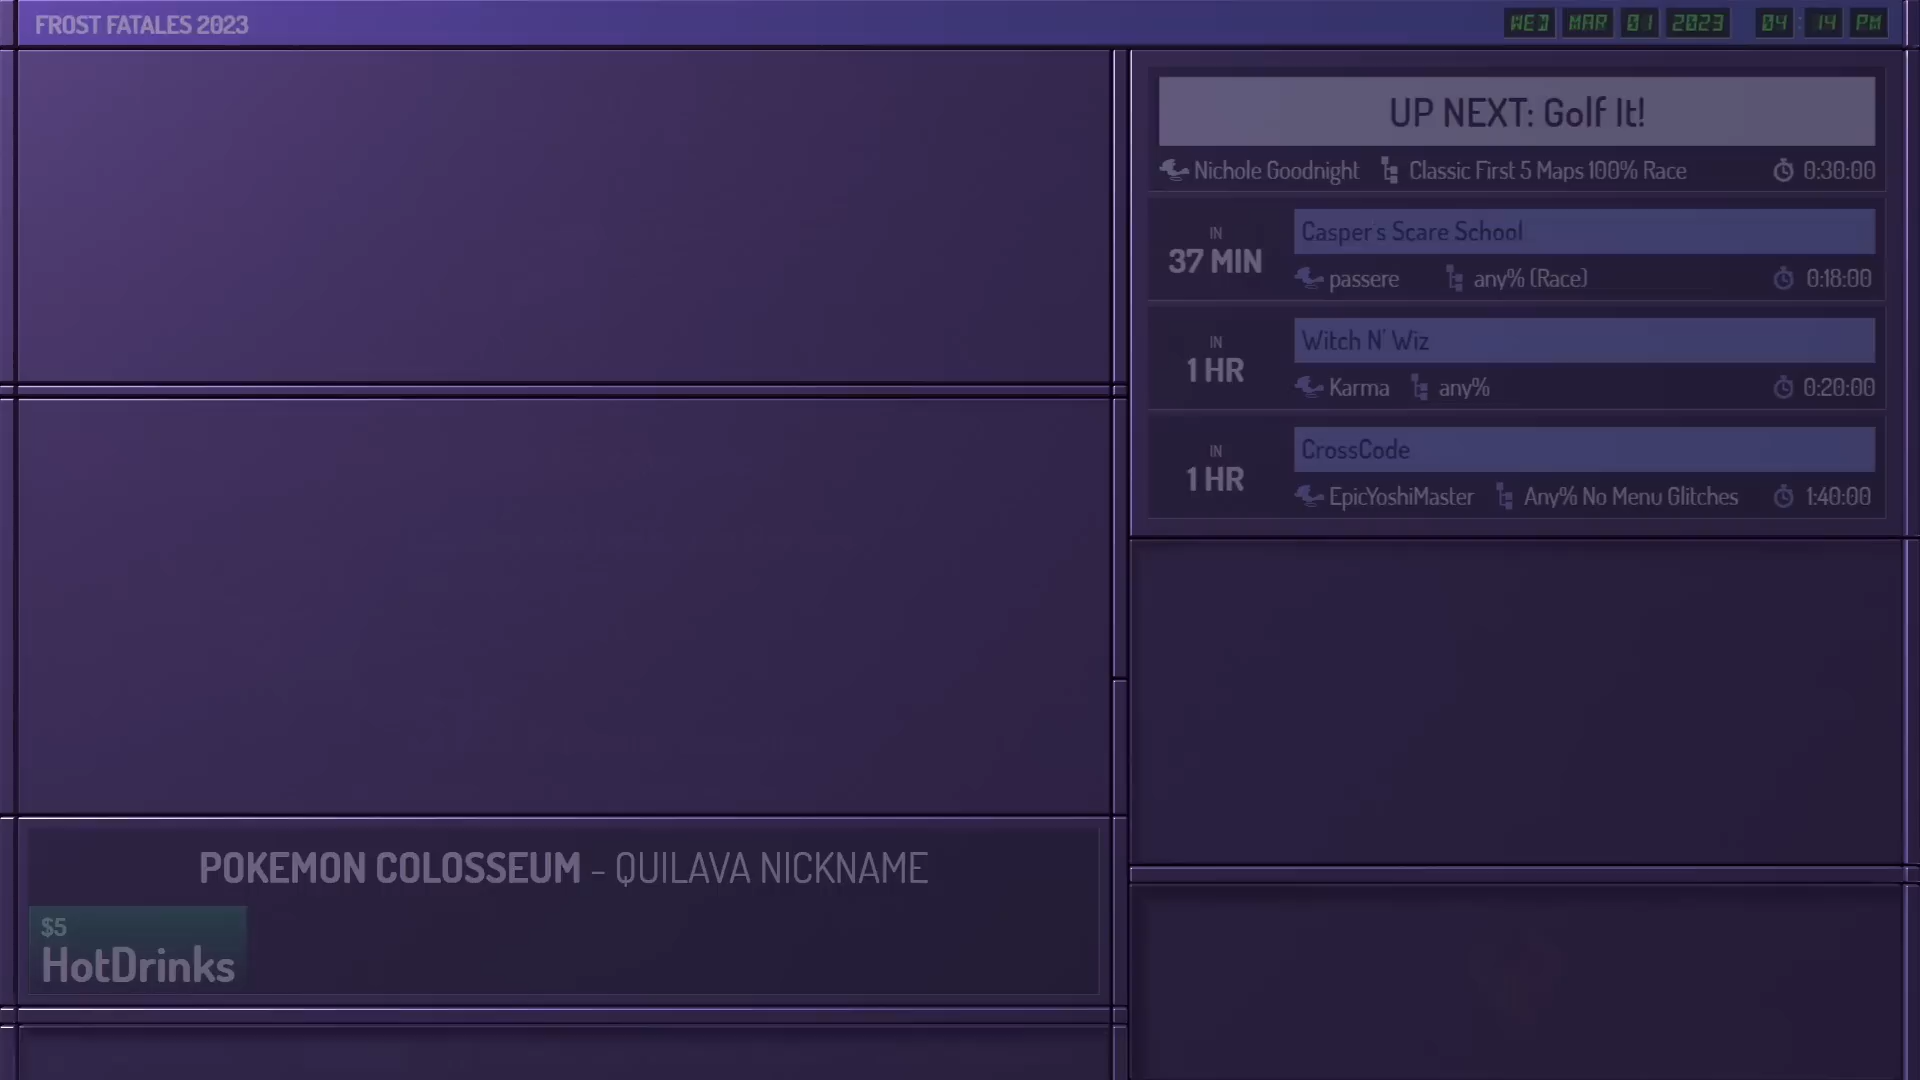 FROST FATALES 2023
WED MAR 01 2023 04:14 PM
UP NEXT: Golf It!
Nichole Goodnight Classic First 5 Maps 100% Race 0:30:00
IN
37 MIN
Casper's Scare School
passere any% (Race) 0:18:00
IN
1 HR
Witch N' Wiz
Karma any% 0:20:00
IN
1 HR
CrossCode
EpicYoshiMaster Any% No Menu Glitches 1:40:00
POKEMON COLOSSEUM - QUILAVA NICKNAME
$5
HotDrinks